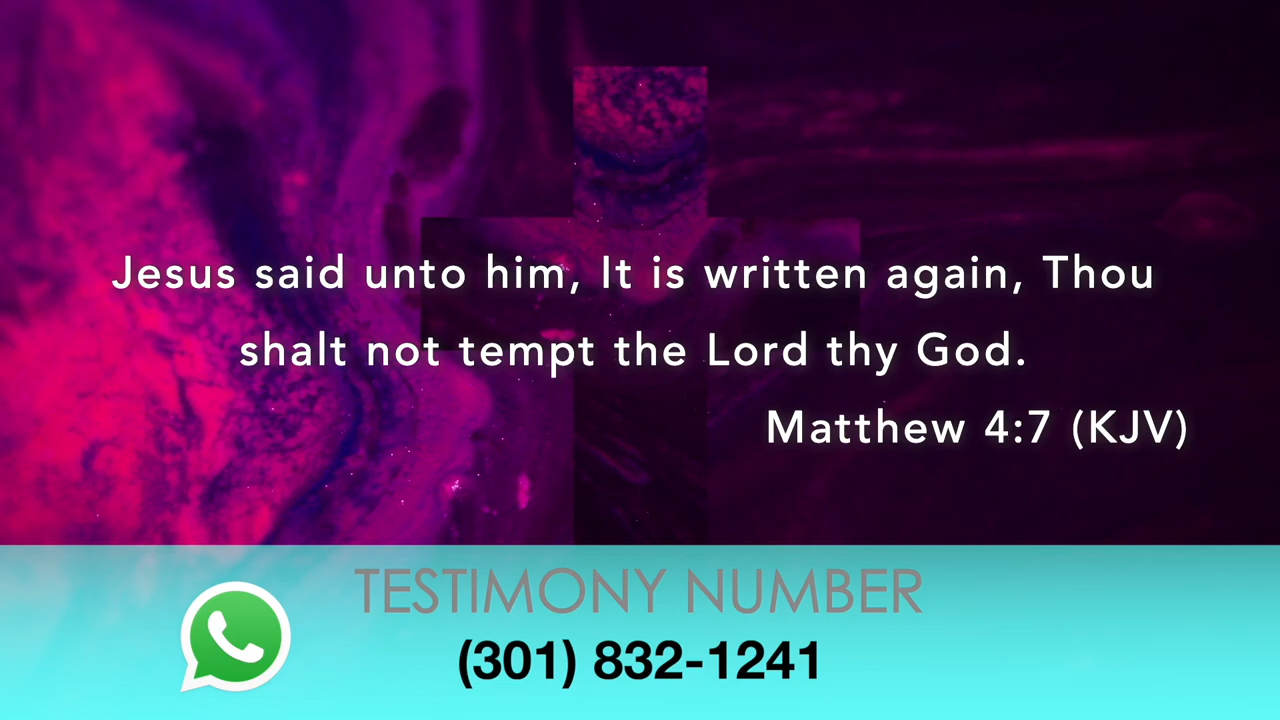 Jesus said unto him, It is written again, Thou
shalt not tempt the Lord thy God.
Matthew 4:7 (KJV)
TESTIMONY NUMBER
(301) 832-1241